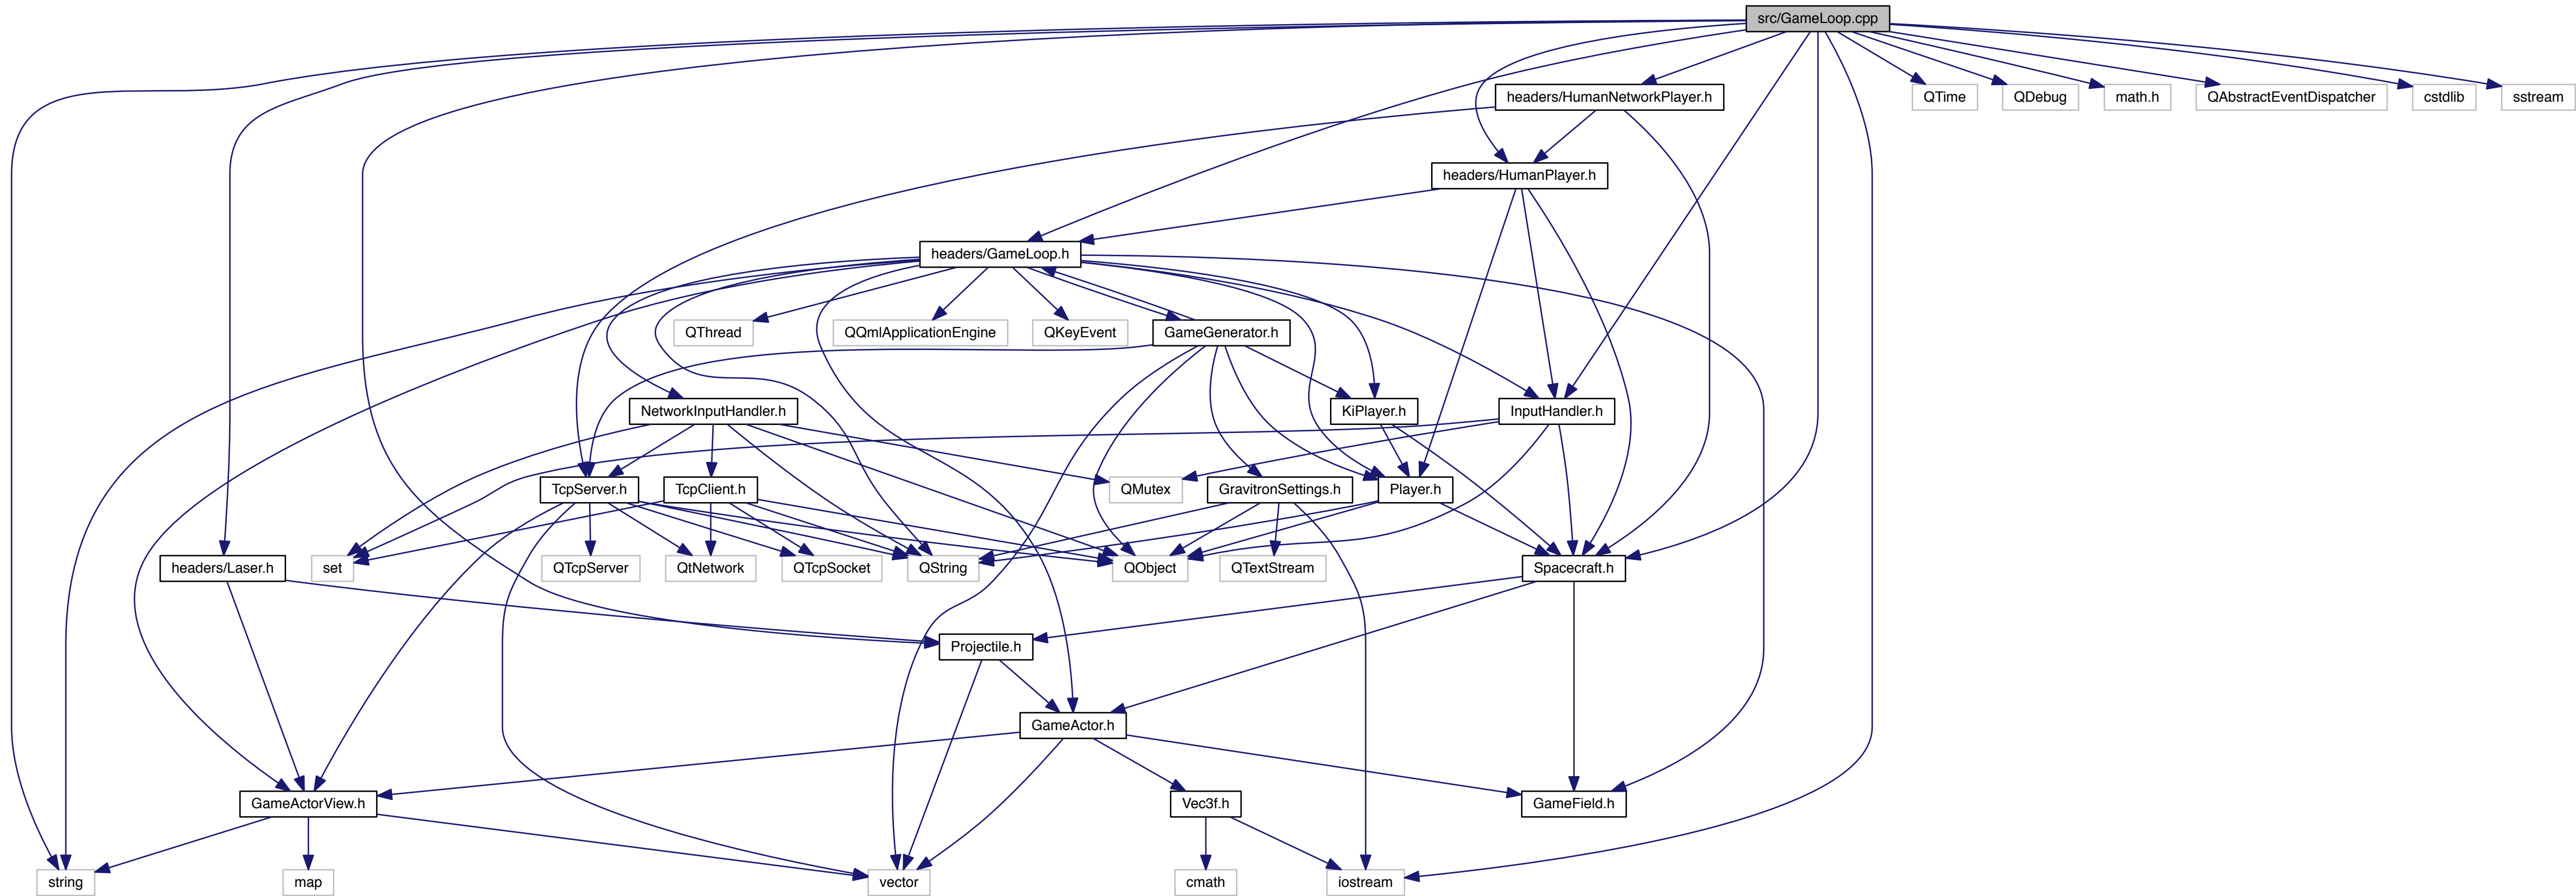 src/GameLoop.cpp
headers/HumanNetworkPlayer.h
QTime
QDebug
math.h
QAbstractEventDispatcher
cstdlib
sstream
headers/HumanPlayer.h
headers/GameLoop.h
QThread
QQmlApplicationEngine
QKeyEvent
GameGenerator.h
NetworkInputHandler.h
KiPlayer.h
InputHandler.h
TcpServer.h
TcpClient.h
QMutex
GravitronSettings.h
Player.h
headers/Laser.h
set
QTcpServer
QtNetwork
QTcpSocket
QString
QObject
QTextStream
Spacecraft.h
Projectile.h
GameActor.h
GameActorView.h
Vec3f.h
GameField.h
string
map
vector
cmath
iostream